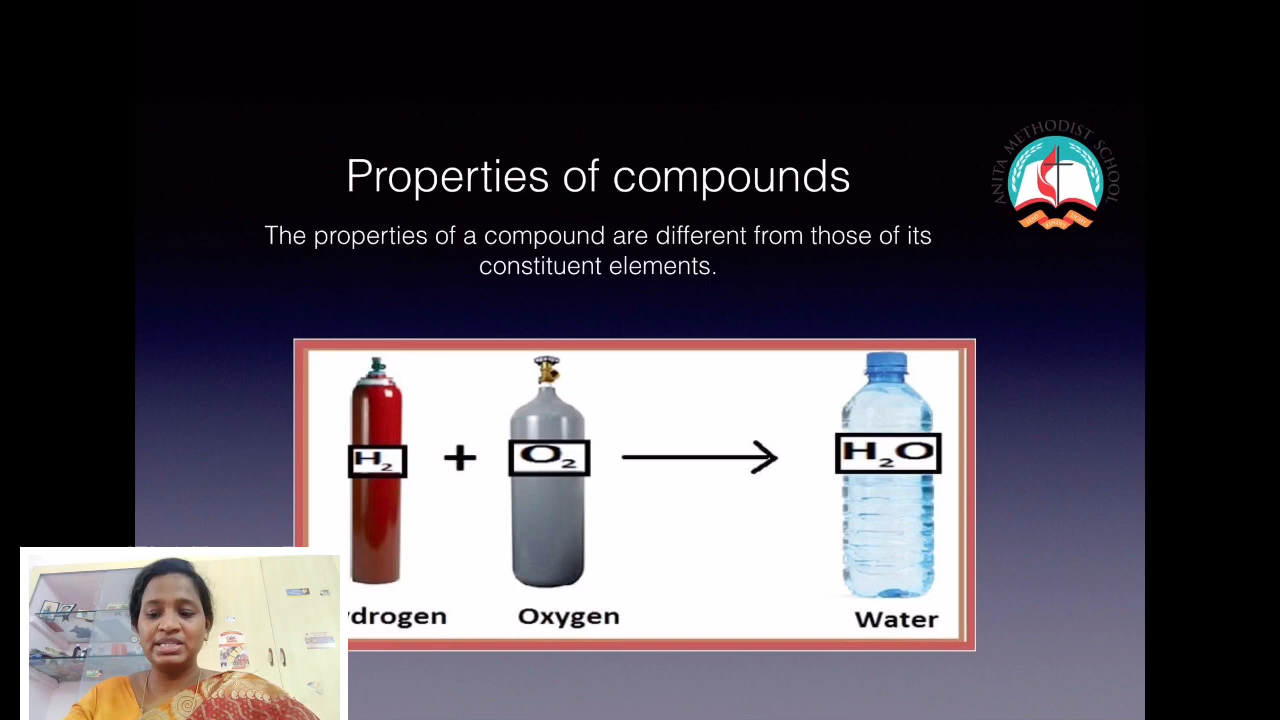 Properties of compounds
ANITA METHODIST SCHOOL
The properties of a compound are different from those of its
constituent elements.
H₂ + O₂ H₂O
ydrogen Oxygen Water